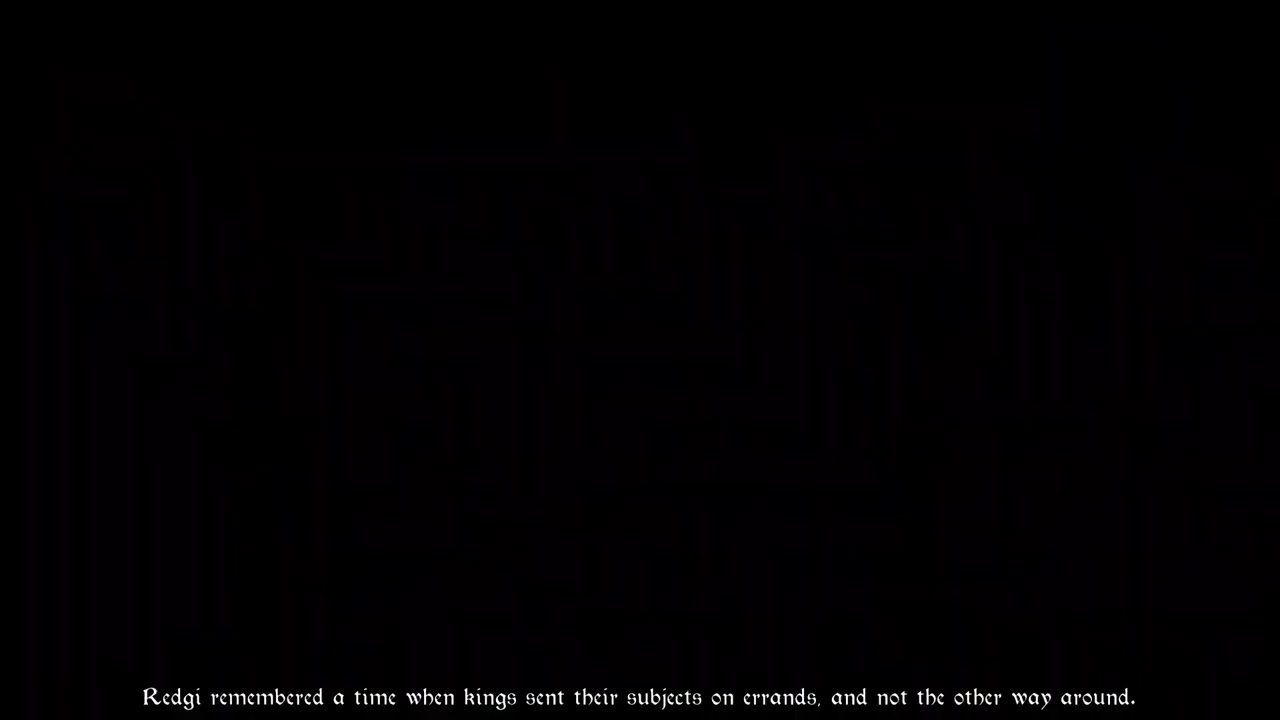 Redgi remembered a time when kings sent their subjects on errands, and not the other way around.